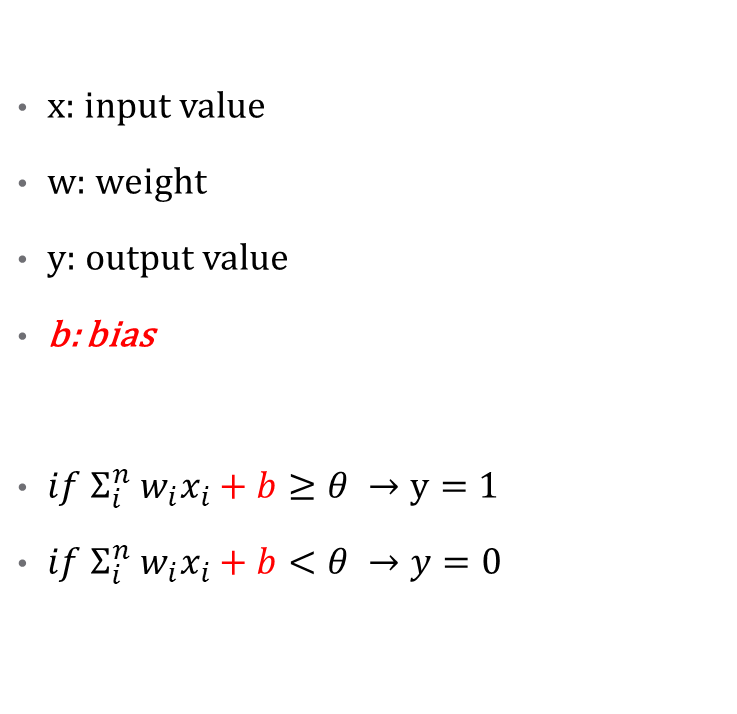 • x: input value
• w: weight
• y: output value
• b: bias
• if Σᵢⁿ wᵢxᵢ + b ≥ θ → y = 1
• if Σᵢⁿ wᵢxᵢ + b < θ → y = 0